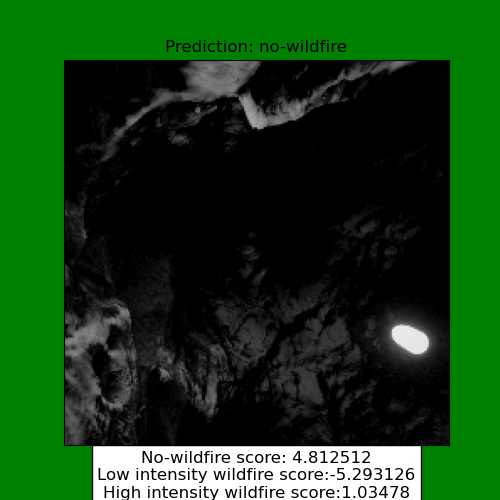 Prediction: no-wildfire
No-wildfire score: 4.812512
Low intensity wildfire score:-5.293126
High intensity wildfire score:1.03478